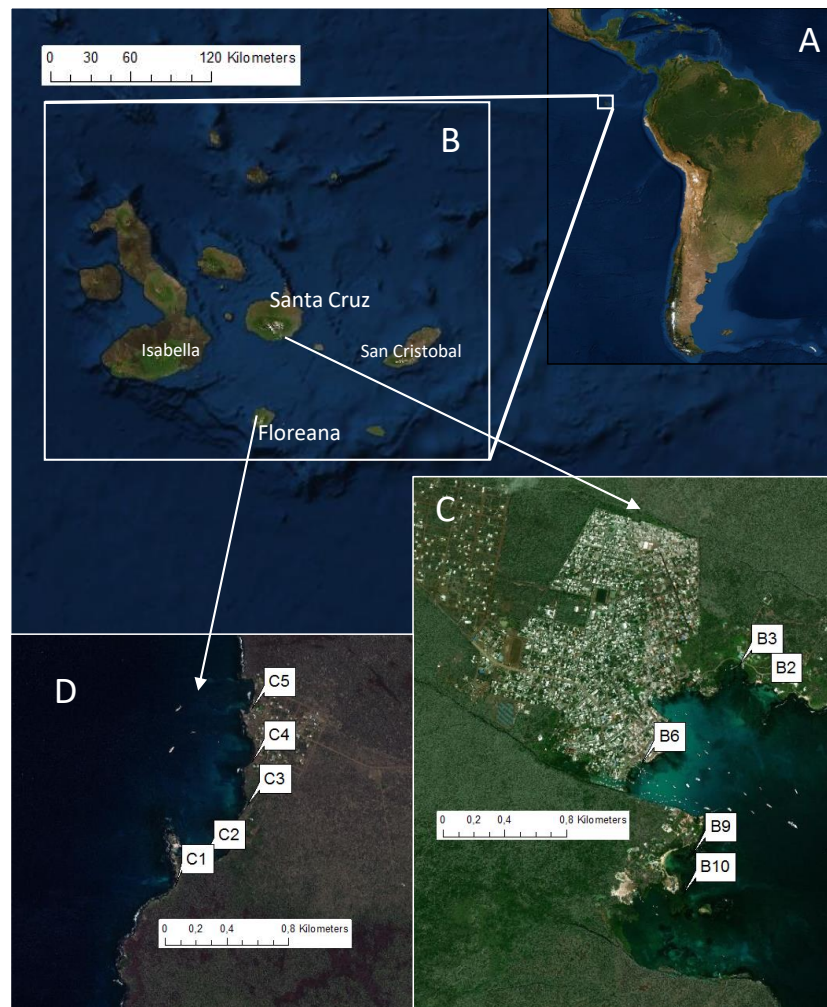 A
0 30 60 120 Kilometers
B
Santa Cruz
Isabella
San Cristobal
Floreana
C
B3
B2
B6
0 0,2 0,4 0,8 Kilometers
B9
B10
D
C5
C4
C3
C2
C1
0 0,2 0,4 0,8 Kilometers